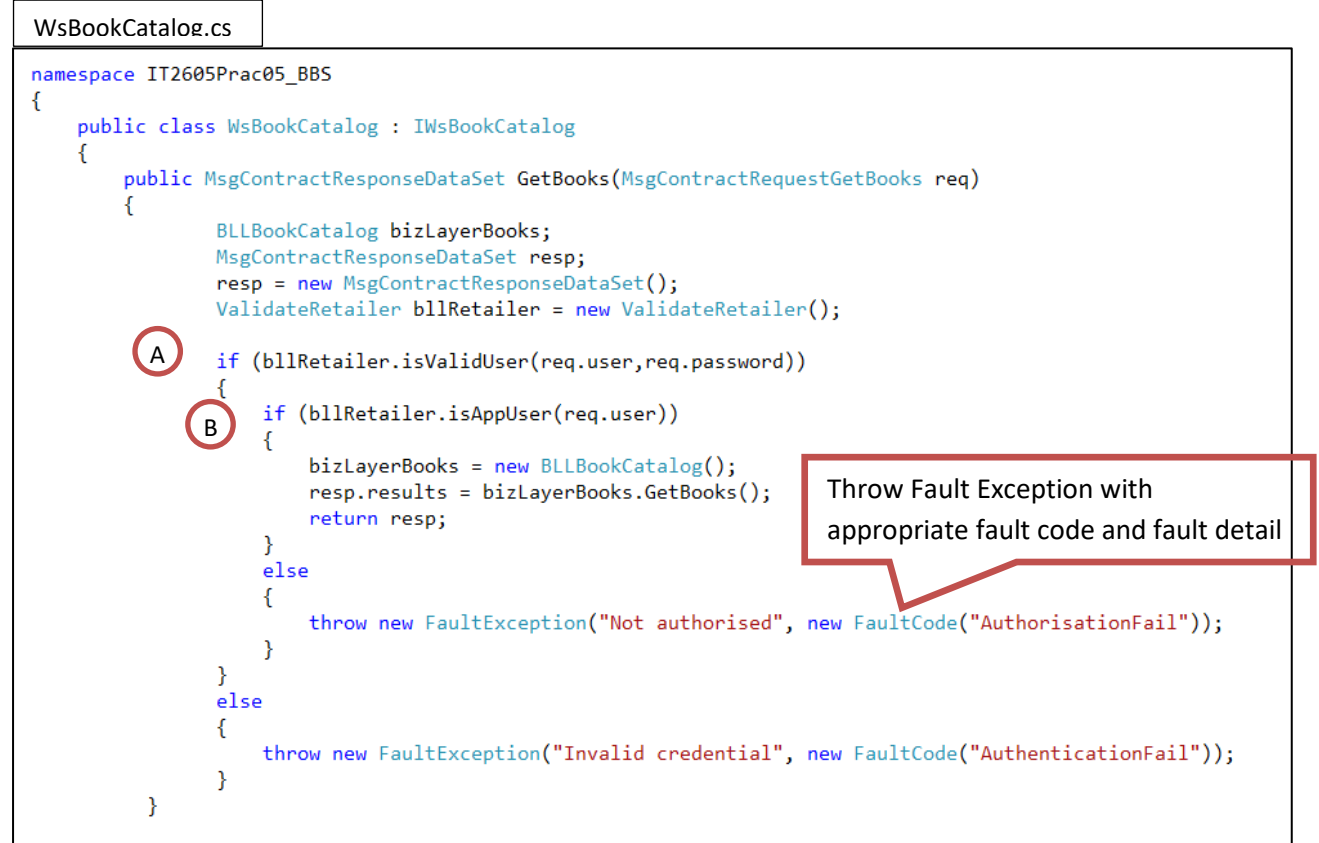 WsBookCatalog.cs
namespace IT2605Prac05_BBS
{
public class WsBookCatalog : IWsBookCatalog
{
public MsgContractResponseDataSet GetBooks(MsgContractRequestGetBooks req)
{
BLLBookCatalog bizLayerBooks;
MsgContractResponseDataSet resp;
resp = new MsgContractResponseDataSet();
ValidateRetailer bllRetailer = new ValidateRetailer();
A
if (bllRetailer.isValidUser(req.user,req.password))
{
B
if (bllRetailer.isAppUser(req.user))
{
bizLayerBooks = new BLLBookCatalog();
resp.results = bizLayerBooks.GetBooks();
return resp;
}
Throw Fault Exception with
appropriate fault code and fault detail
else
{
throw new FaultException("Not authorised", new FaultCode("AuthorisationFail"));
}
}
else
{
throw new FaultException("Invalid credential", new FaultCode("AuthenticationFail"));
}
}